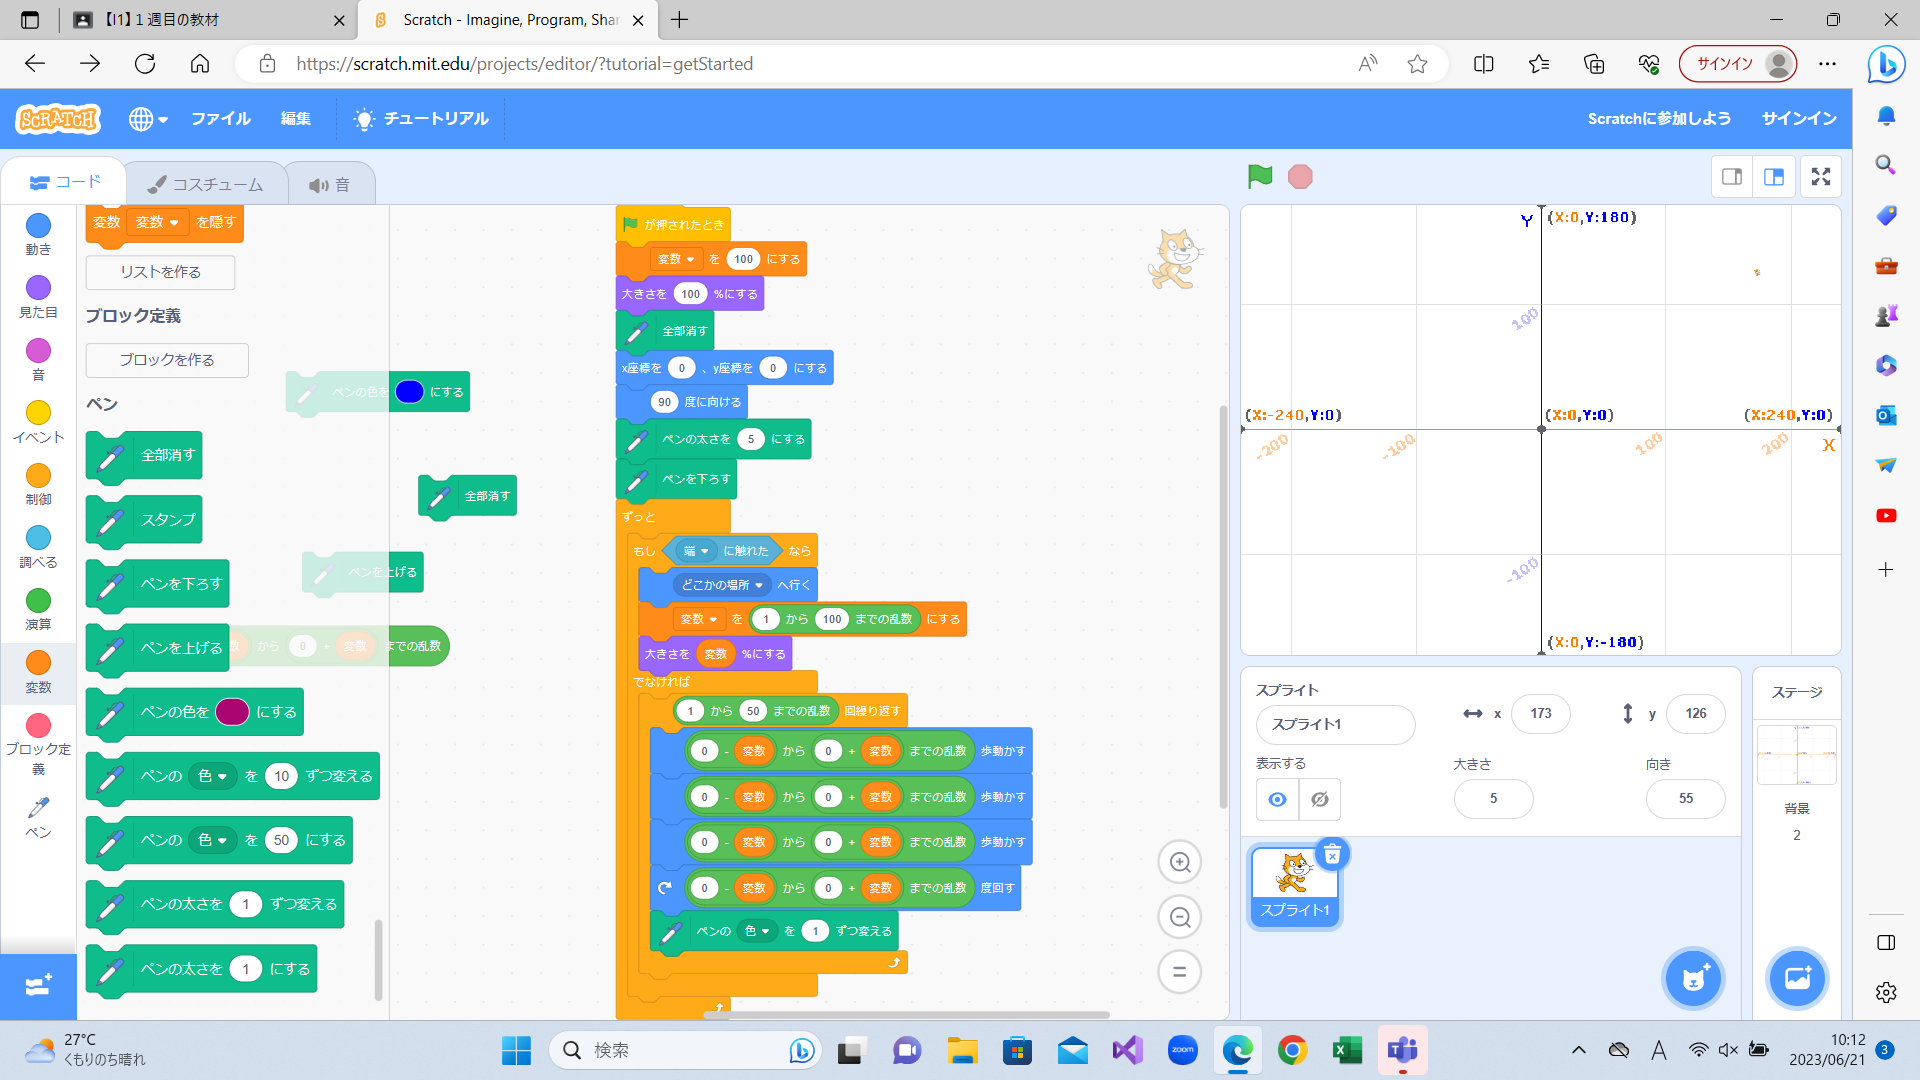 【I1】１週目の教材
Scratch - Imagine, Program, Shar
https://scratch.mit.edu/projects/editor/?tutorial=getStarted
サインイン
SCRATCH
ファイル
編集
チュートリアル
Scratchに参加しよう
サインイン
コード
コスチューム
音
動き
見た目
音
イベント
制御
調べる
演算
変数
ブロック定義
ペン
変数 変数 を隠す
リストを作る
ブロック定義
ブロックを作る
ペン
全部消す
スタンプ
ペンを下ろす
ペンを上げる
ペンの色を にする
ペンの 色 を 10 ずつ変える
ペンの 色 を 50 にする
ペンの太さを 1 ずつ変える
ペンの太さを 1 にする
ペンの色を にする
全部消す
ペンを上げる
数 から 0 + 変数 までの乱数
が押されたとき
変数 を 100 にする
大きさを 100 %にする
全部消す
x座標を 0 、y座標を 0 にする
90 度に向ける
ペンの太さを 5 にする
ペンを下ろす
ずっと
もし 端 に触れた なら
どこかの場所 へ行く
変数 を 1 から 100 までの乱数 にする
大きさを 変数 %にする
でなければ
1 から 50 までの乱数 回繰り返す
0 - 変数 から 0 + 変数 までの乱数 歩動かす
0 - 変数 から 0 + 変数 までの乱数 歩動かす
0 - 変数 から 0 + 変数 までの乱数 歩動かす
0 - 変数 から 0 + 変数 までの乱数 度回す
ペンの 色 を 1 ずつ変える
Y (X:0,Y:180)
100
(X:-240,Y:0) (X:0,Y:0) (X:240,Y:0)
-200 -100 100 200 X
-100
(X:0,Y:-180)
スプライト
スプライト1
x 173
y 126
表示する
大きさ
5
向き
55
スプライト1
ステージ
背景
2
27°C
くもりのち晴れ
検索
zoom
A
10:12
2023/06/21
3